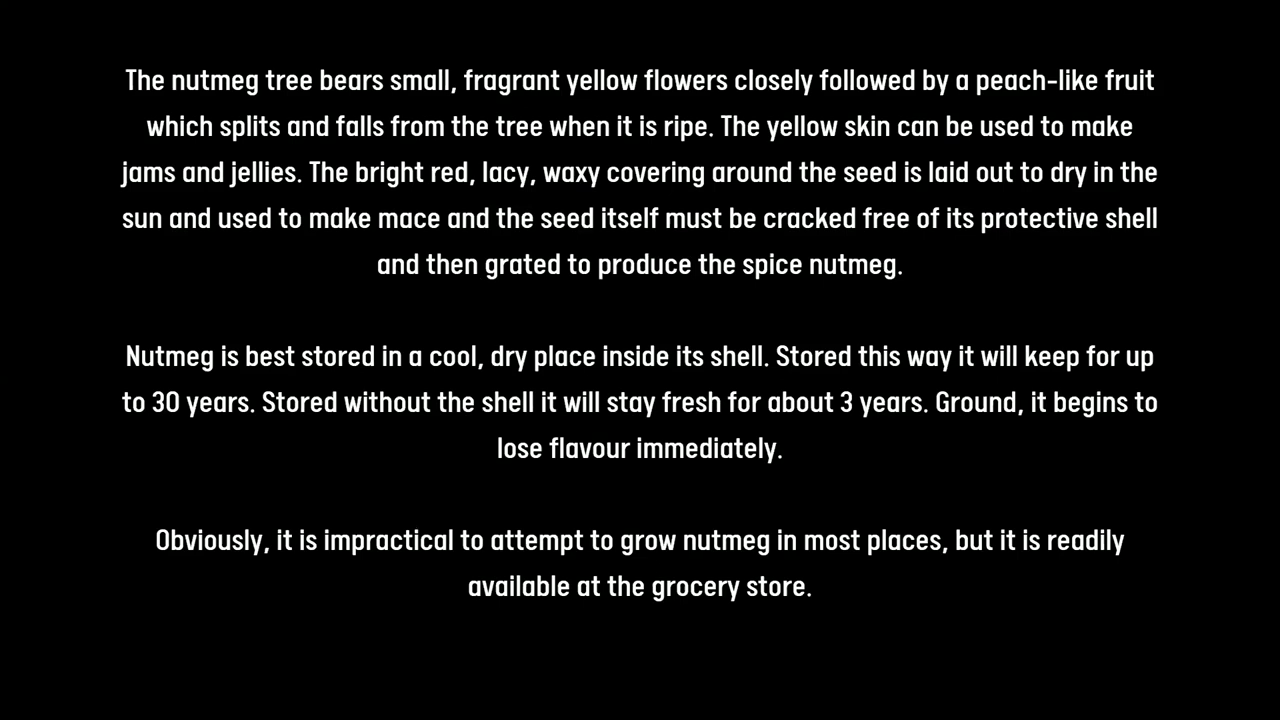 The nutmeg tree bears small, fragrant yellow flowers closely followed by a peach-like fruit
which splits and falls from the tree when it is ripe. The yellow skin can be used to make
jams and jellies. The bright red, lacy, waxy covering around the seed is laid out to dry in the
sun and used to make mace and the seed itself must be cracked free of its protective shell
and then grated to produce the spice nutmeg.
Nutmeg is best stored in a cool, dry place inside its shell. Stored this way it will keep for up
to 30 years. Stored without the shell it will stay fresh for about 3 years. Ground, it begins to
lose flavour immediately.
Obviously, it is impractical to attempt to grow nutmeg in most places, but it is readily
available at the grocery store.